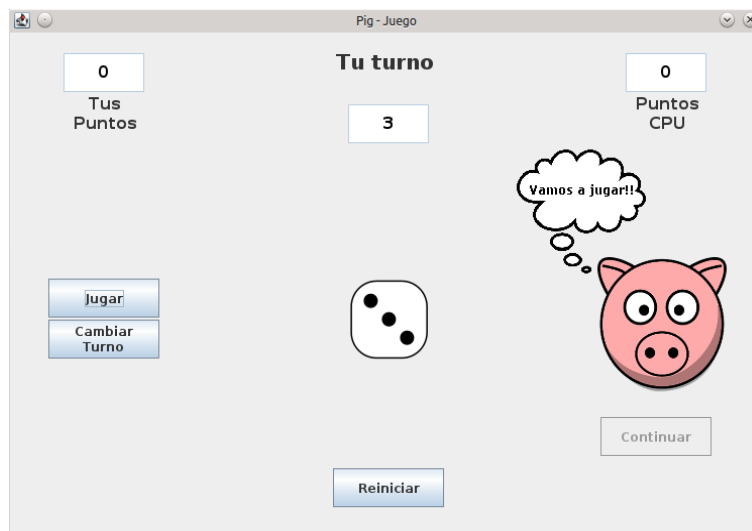 Pig - Juego
0
Tu turno
0
Tus
Puntos
3
Puntos
CPU
Vamos a jugar!!
Jugar
Cambiar
Turno
Continuar
Reiniciar